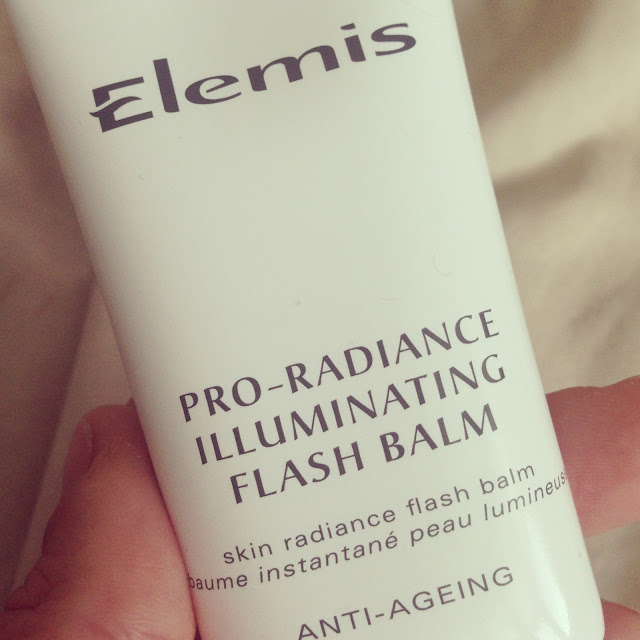 Elemis
PRO-RADIANCE
ILLUMINATING
FLASH BALM
skin radiance flash balm
baume instantané peau lumineuse
ANTI-AGEING